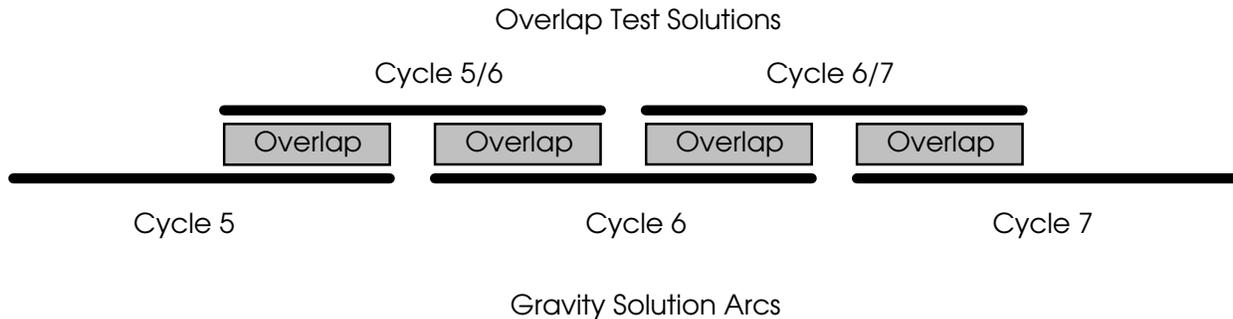 Overlap Test Solutions
Cycle 5/6 Cycle 6/7
Overlap Overlap Overlap Overlap
Cycle 5 Cycle 6 Cycle 7
Gravity Solution Arcs